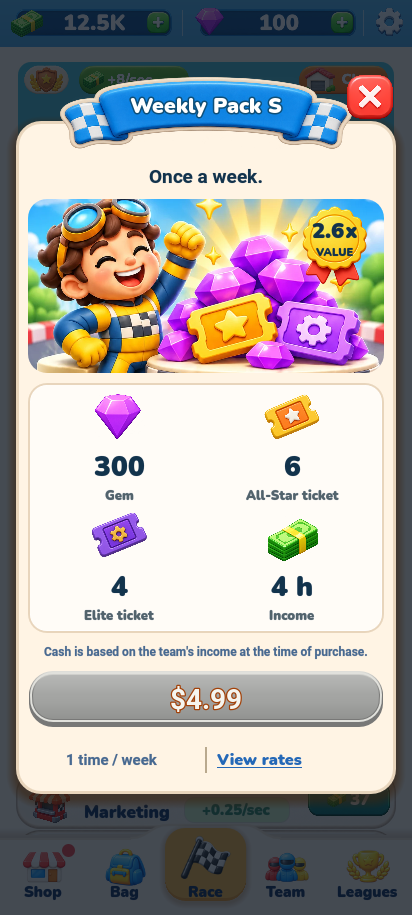 12.5K
100
+8/sec
Weekly Pack S
Once a week.
2.6x
VALUE
300
Gem
6
All-Star ticket
4
Elite ticket
4 h
Income
Cash is based on the team's income at the time of purchase.
$4.99
1 time / week
View rates
37
Marketing
+0.25/sec
Shop
Bag
Race
Team
Leagues